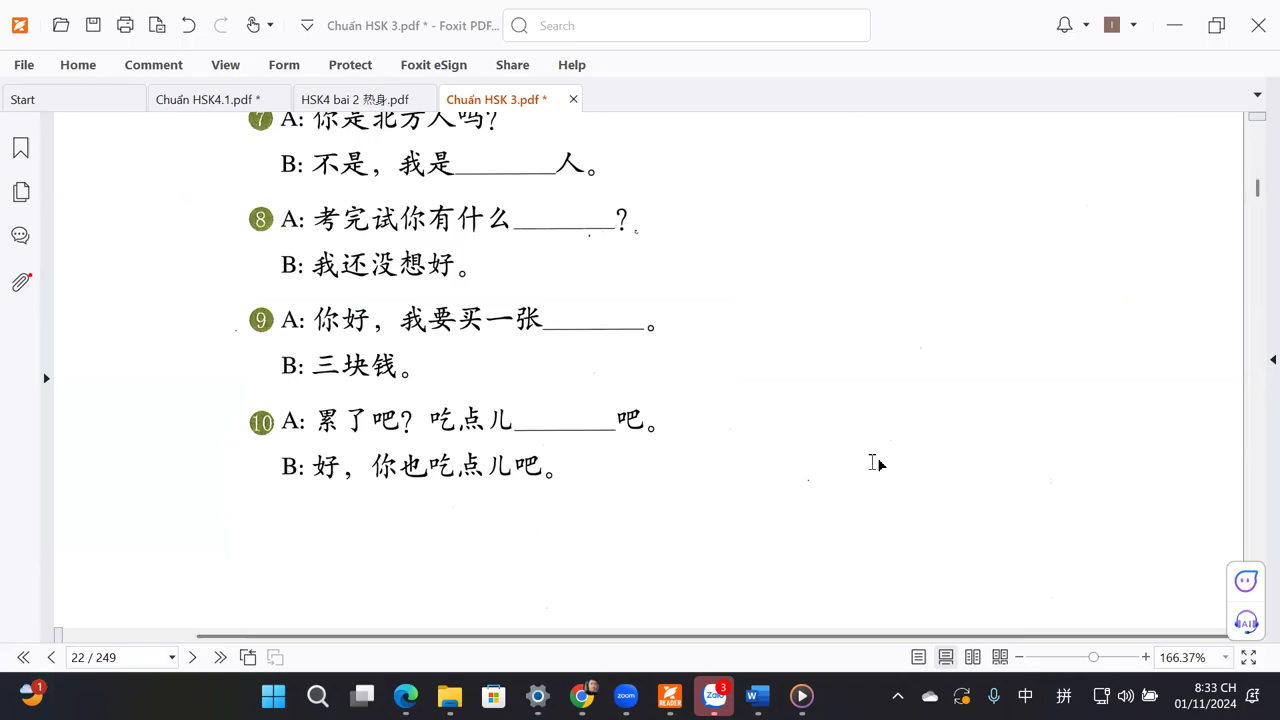 Chuẩn HSK 3.pdf * - Foxit PDF...
Search
I
File Home Comment View Form Protect Foxit eSign Share Help
Start
Chuẩn HSK4.1.pdf *
HSK4 bai 2 热身.pdf
Chuẩn HSK 3.pdf *
7 A: 你是北方人吗?
B: 不是，我是________人。
8 A: 考完试你有什么________?
B: 我还没想好。
9 A: 你好，我要买一张________。
B: 三块钱。
10 A: 累了吧? 吃点儿________吧。
B: 好，你也吃点儿吧。
AI
22 / 249
166.37%
1
zoom
READER
Zalo
3
中
拼
8:33 CH
01/11/2024